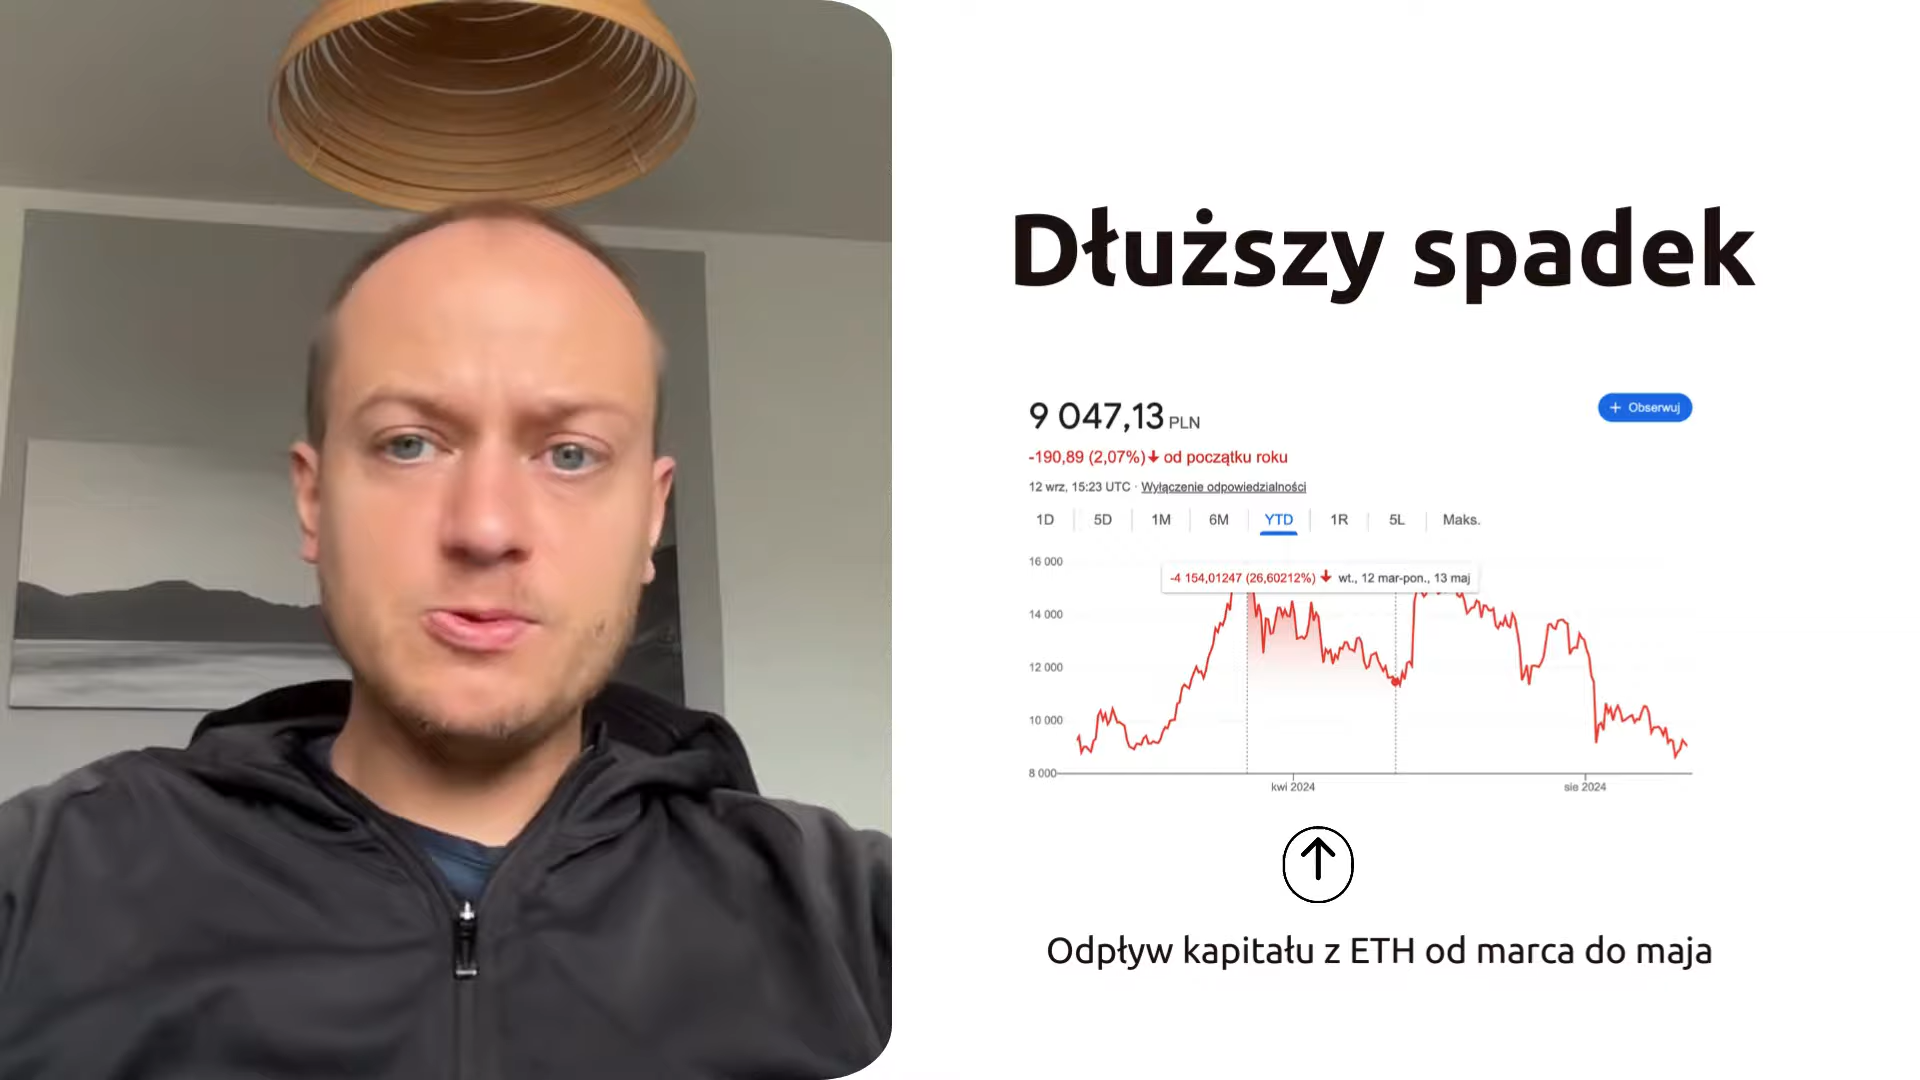 Dłuższy spadek
9 047,13 PLN
+ Obserwuj
-190,89 (2,07%)↓ od początku roku
12 wrz, 15:23 UTC · Wyłączenie odpowiedzialności
1D 5D 1M 6M YTD 1R 5L Maks.
16 000
-4 154,01247 (26,60212%) ↓ wt., 12 mar-pon., 13 maj
14 000
12 000
10 000
8 000
kwi 2024 sie 2024
Odpływ kapitału z ETH od marca do maja